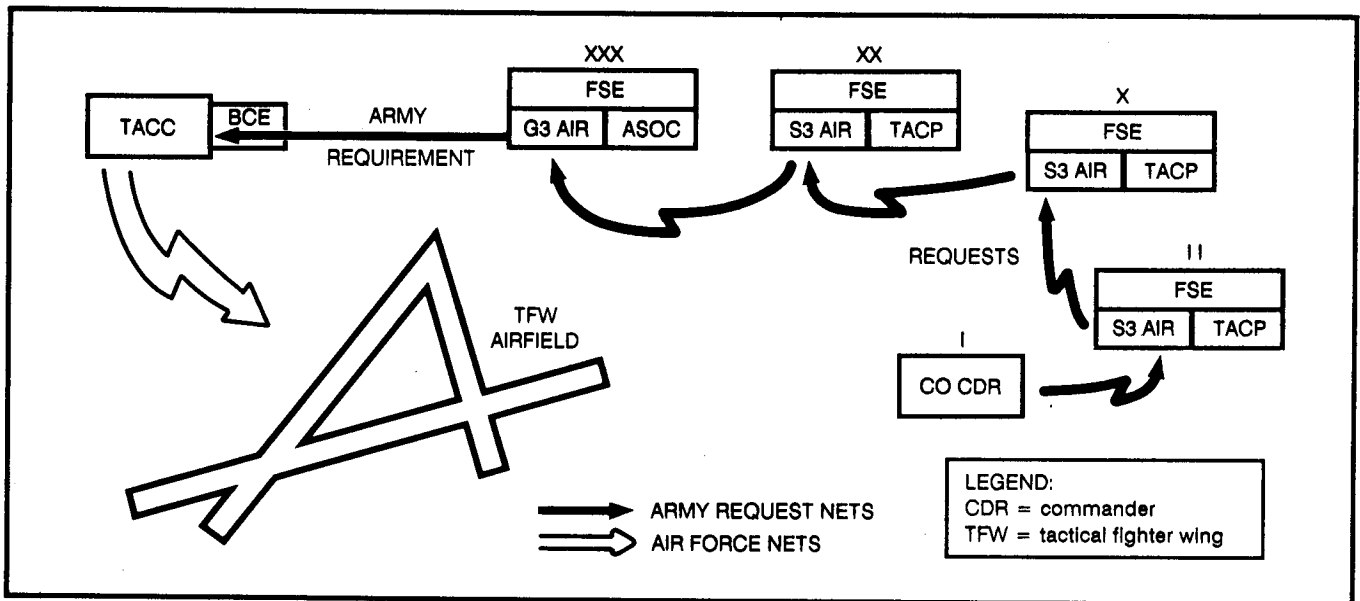 XXX
FSE
G3 AIR ASOC
XX
FSE
S3 AIR TACP
X
FSE
S3 AIR TACP
TACC BCE
ARMY
REQUIREMENT
REQUESTS
II
FSE
S3 AIR TACP
I
CO CDR
TFW
AIRFIELD
ARMY REQUEST NETS
AIR FORCE NETS
LEGEND:
CDR = commander
TFW = tactical fighter wing